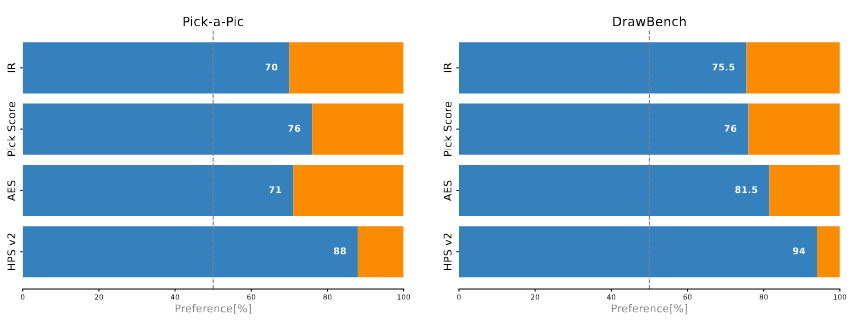 Pick-a-Pic
IR
70
Pick Score
76
AES
71
HPS v2
88
0 20 40 60 80 100
Preference[%]
DrawBench
IR
75.5
Pick Score
76
AES
81.5
HPS v2
94
0 20 40 60 80 100
Preference[%]